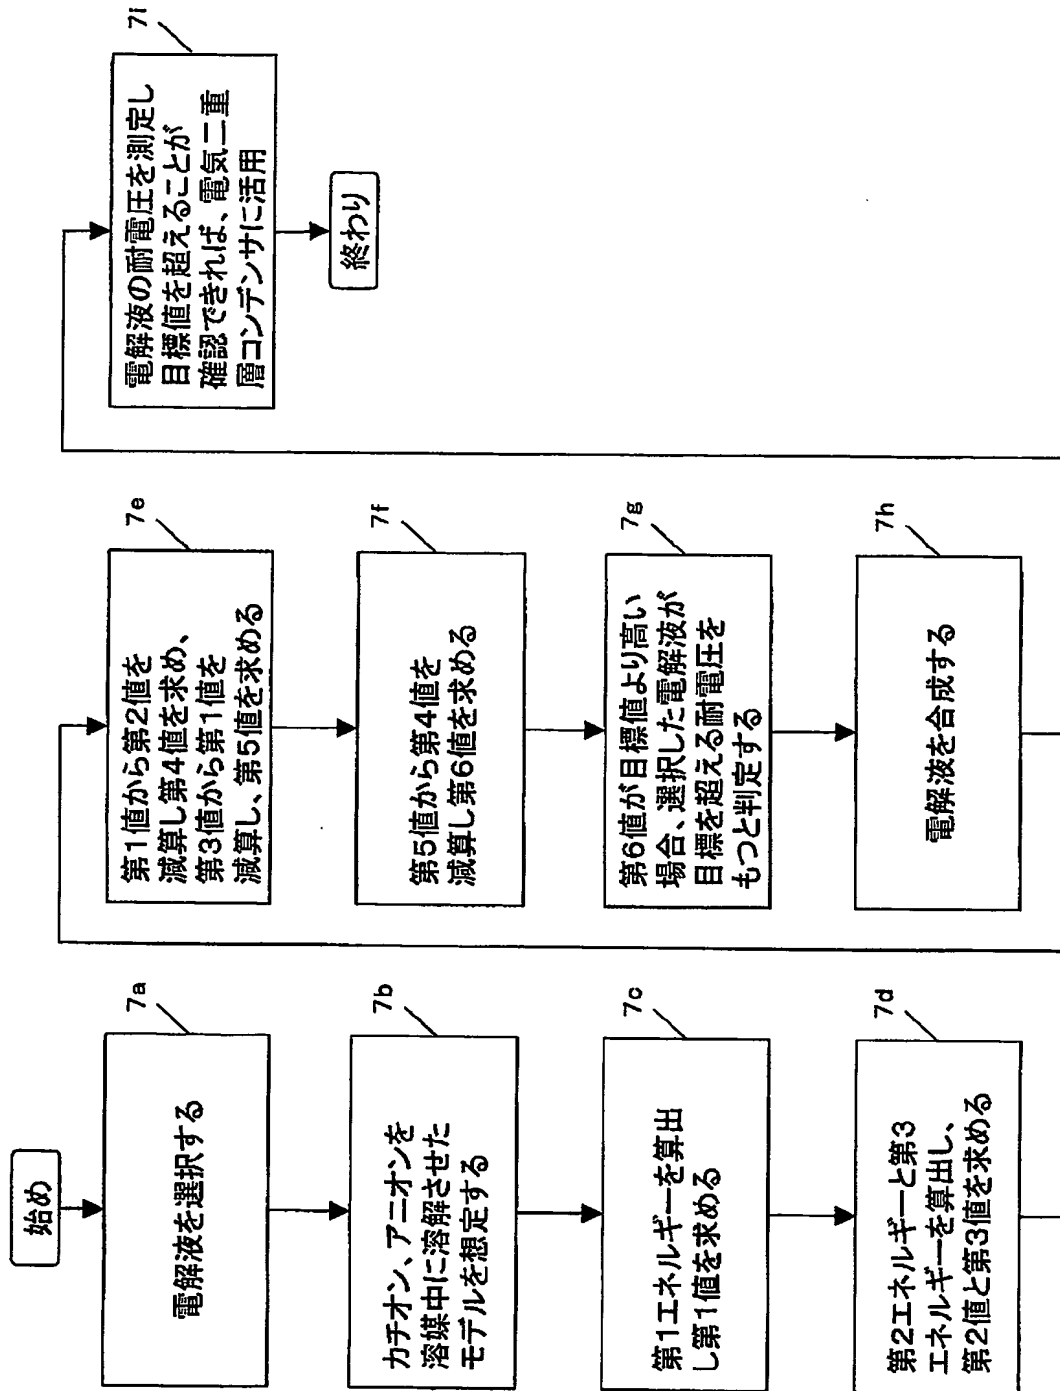 始め
電解液を選択する
7a
カチオン、アニオンを
溶媒中に溶解させた
モデルを想定する
7b
第1エネルギーを算出
し第1値を求める
7c
第2エネルギーと第3
エネルギーを算出し、
第2値と第3値を求める
7d
第1値から第2値を
減算し第4値を求め、
第3値から第1値を
減算し、第5値を求める
7e
第5値から第4値を
減算し第6値を求める
7f
第6値が目標値より高い
場合、選択した電解液が
目標を超える耐電圧を
もつと判定する
7g
電解液を合成する
7h
電解液の耐電圧を測定し
目標値を超えることが
確認できれば、電気二重
層コンデンサに活用
7i
終わり